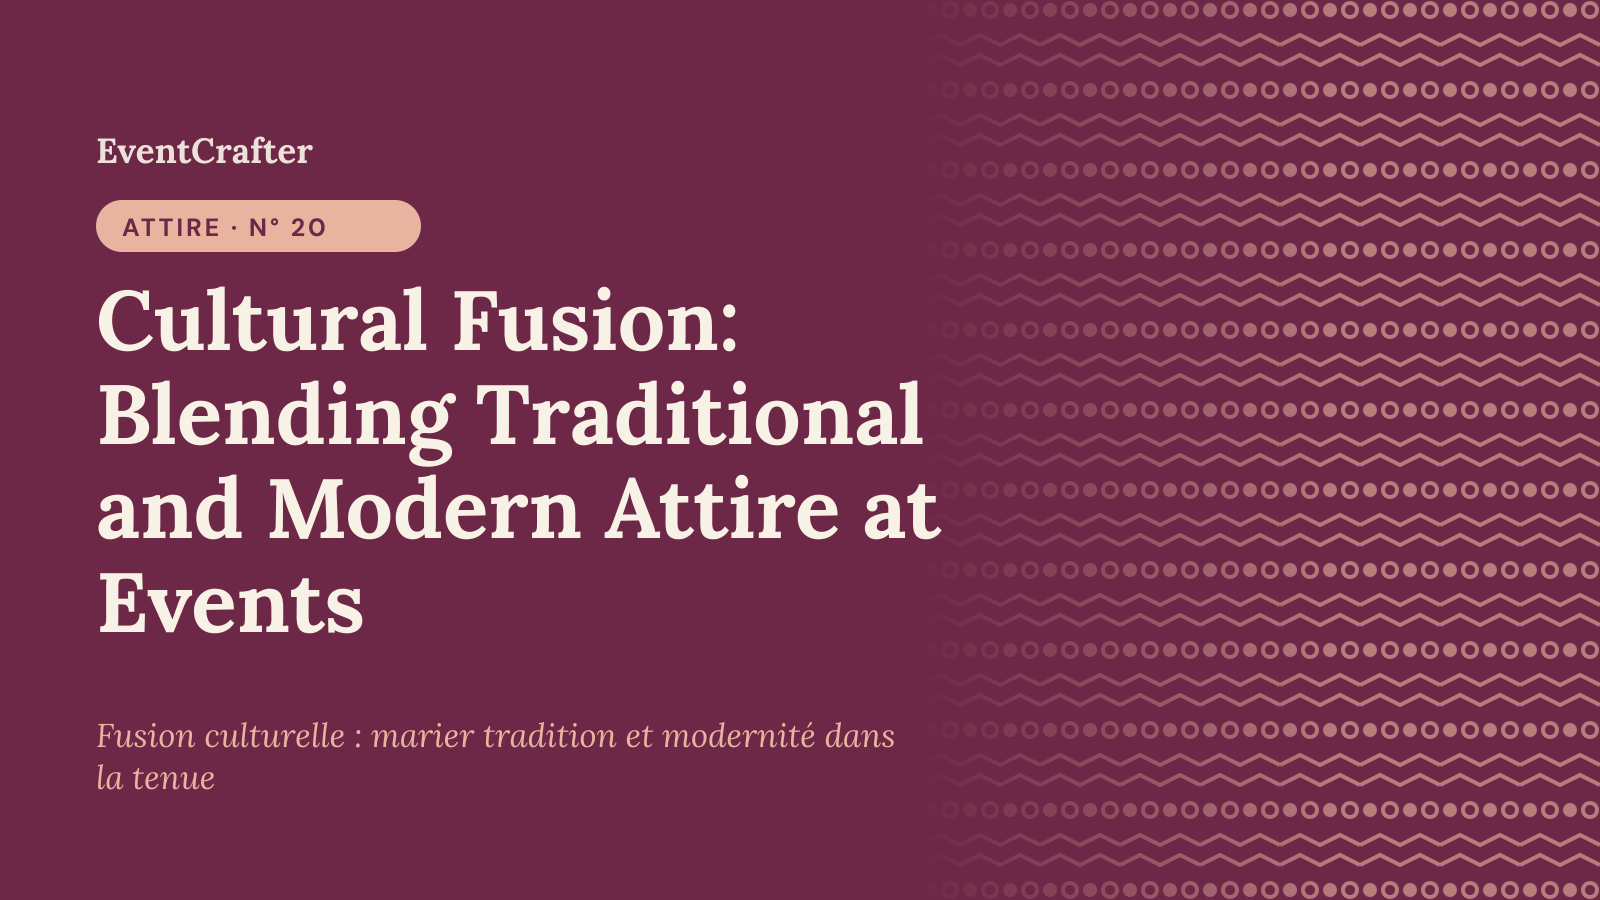 EventCrafter
ATTIRE · N° 20
Cultural Fusion:
Blending Traditional
and Modern Attire at
Events
Fusion culturelle : marier tradition et modernité dans
la tenue